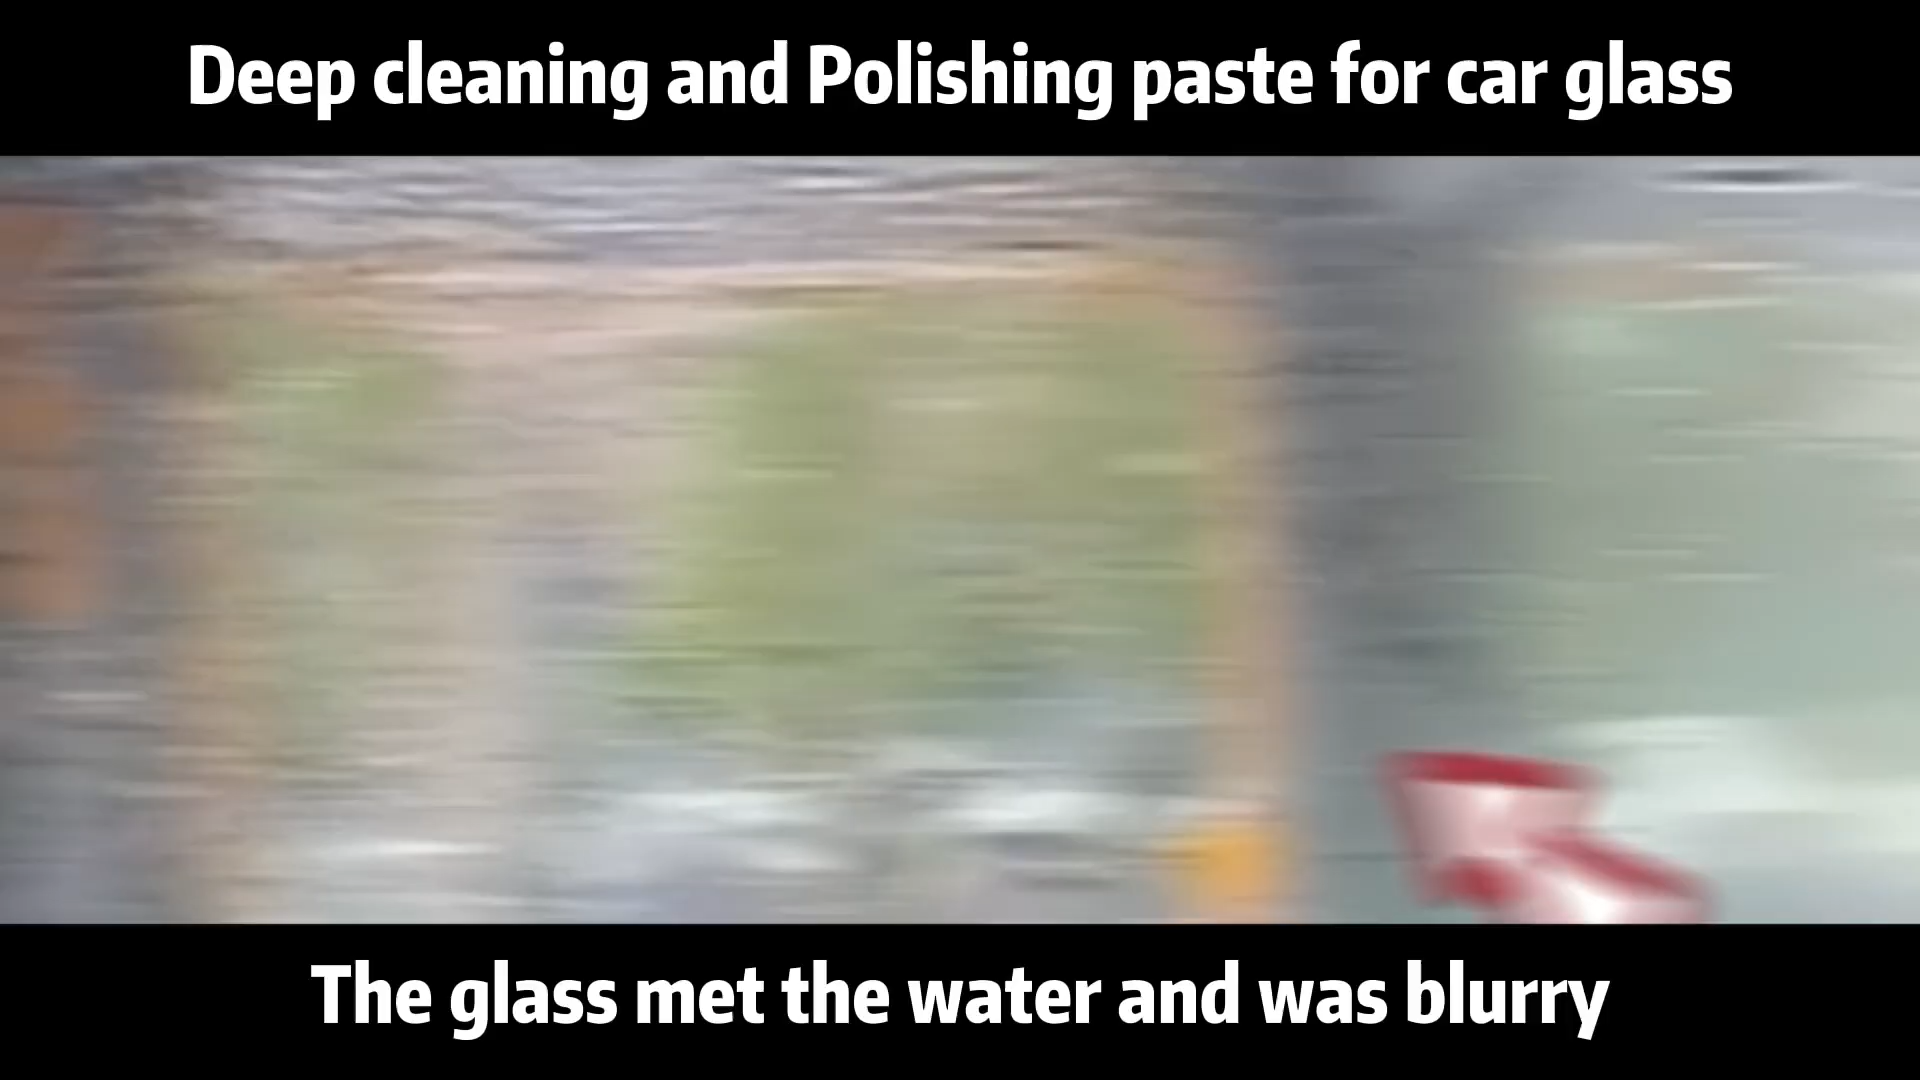 Deep cleaning and Polishing paste for car glass
The glass met the water and was blurry